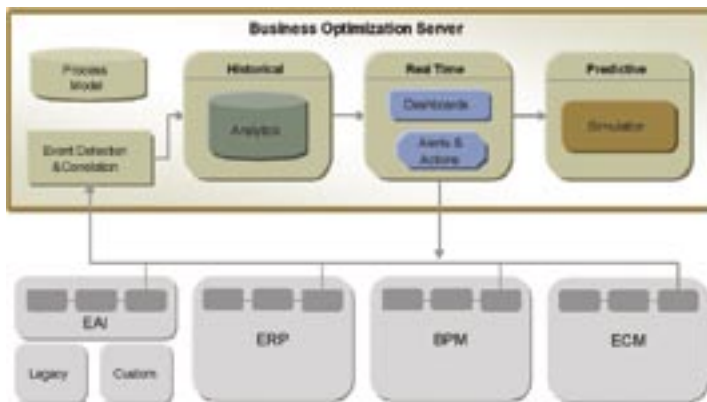 Business Optimization Server
Process
Model
Historical
Real Time
Predictive
Dashboards
Analytics
Simulation
Event Detection
& Correlation
Alerts &
Actions
EAI
ERP
BPM
ECM
Legacy
Custom